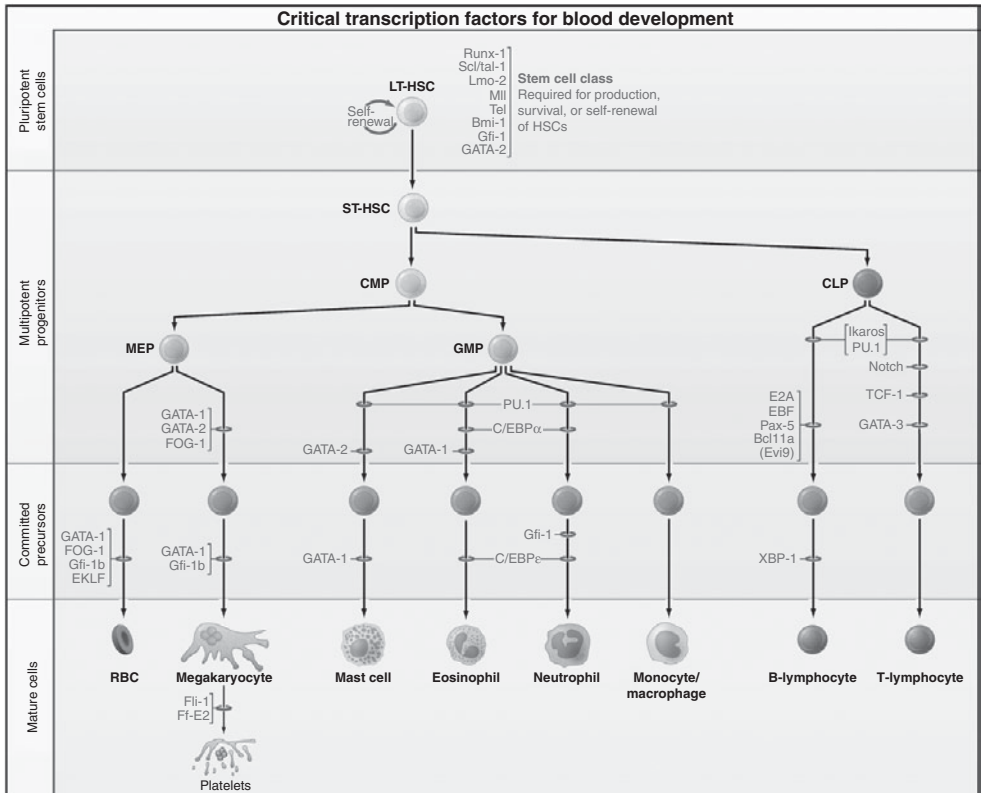 Critical transcription factors for blood development
Pluripotent
stem cells
LT-HSC
Self-
renewal
Runx-1
Scl/tal-1
Lmo-2
Mll
Tel
Bmi-1
Gfi-1
GATA-2
Stem cell class
Required for production,
survival, or self-renewal
of HSCs
Multipotent
progenitors
ST-HSC
CMP
CLP
MEP
GMP
Ikaros
PU.1
Notch
TCF-1
GATA-3
E2A
EBF
Pax-5
Bcl11a
(Evi9)
GATA-1
GATA-2
FOG-1
PU.1
C/EBPα
GATA-2
GATA-1
Committed
precursors
GATA-1
FOG-1
Gfi-1b
EKLF
GATA-1
Gfi-1b
GATA-1
Gfi-1
C/EBPε
XBP-1
Mature cells
RBC
Megakaryocyte
Mast cell
Eosinophil
Neutrophil
Monocyte/
macrophage
B-lymphocyte
T-lymphocyte
Fli-1
Ff-E2
Platelets